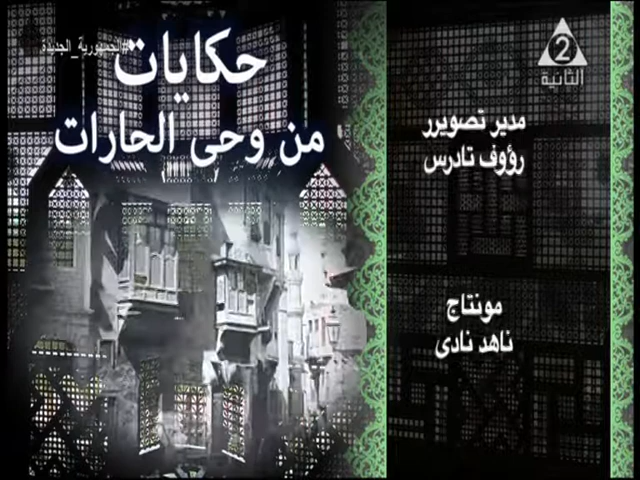 #الجمهورية_الجديدة
حكايات
من وحى الحارات
2
الثانية
مدير تصويرر
رؤوف تادرس
مونتاج
ناهد نادى